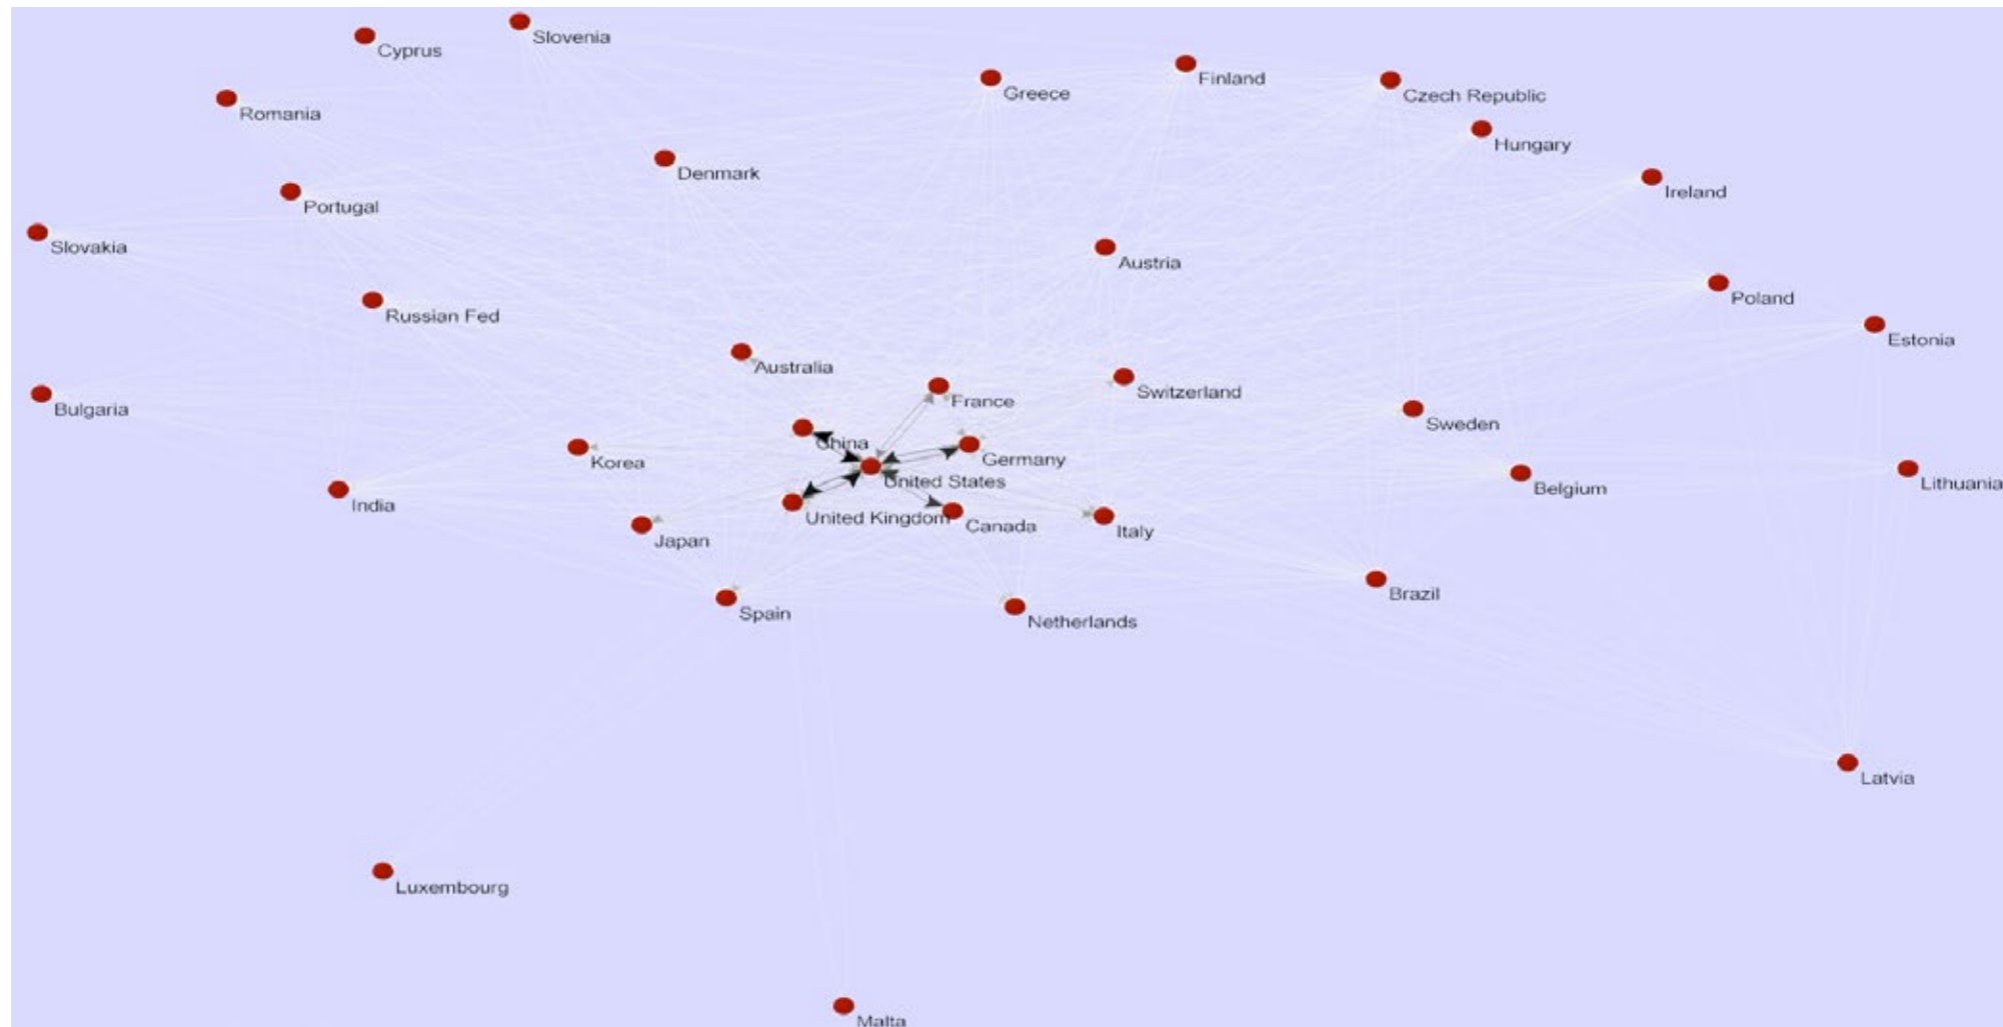 Slovenia
Cyprus
Finland
Greece
Czech Republic
Romania
Hungary
Denmark
Ireland
Portugal
Slovakia
Austria
Poland
Russian Fed
Estonia
Australia
Switzerland
France
Bulgaria
Sweden
China
Germany
Korea
United States
Lithuania
Belgium
India
United Kingdom
Canada
Italy
Japan
Brazil
Spain
Netherlands
Latvia
Luxembourg
Malta